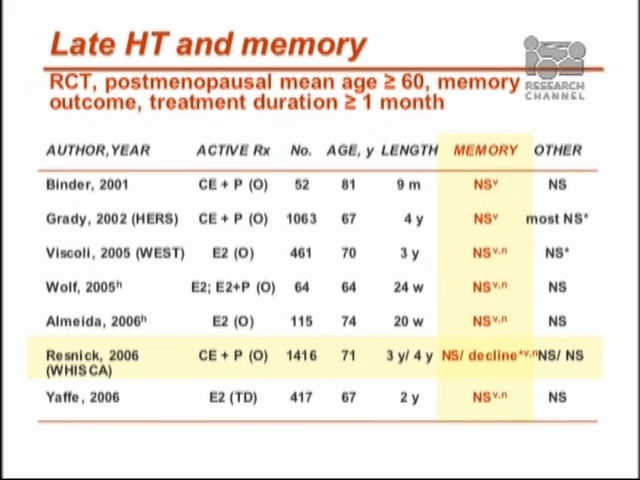 Late HT and memory
RESEARCH
CHANNEL
RCT, postmenopausal mean age ≥ 60, memory
outcome, treatment duration ≥ 1 month
AUTHOR,YEAR ACTIVE Rx No. AGE, y LENGTH MEMORY OTHER
Binder, 2001 CE + P (O) 52 81 9 m NSᵛ NS
Grady, 2002 (HERS) CE + P (O) 1063 67 4 y NSᵛ most NS*
Viscoli, 2005 (WEST) E2 (O) 461 70 3 y NSᵛ,ⁿ NS*
Wolf, 2005ʰ E2; E2+P (O) 64 64 24 w NSᵛ,ⁿ NS
Almeida, 2006ʰ E2 (O) 115 74 20 w NSᵛ,ⁿ NS
Resnick, 2006 CE + P (O) 1416 71 3 y/ 4 y NS/ decline*ᵛ,ⁿ NS/ NS
(WHISCA)
Yaffe, 2006 E2 (TD) 417 67 2 y NSᵛ,ⁿ NS